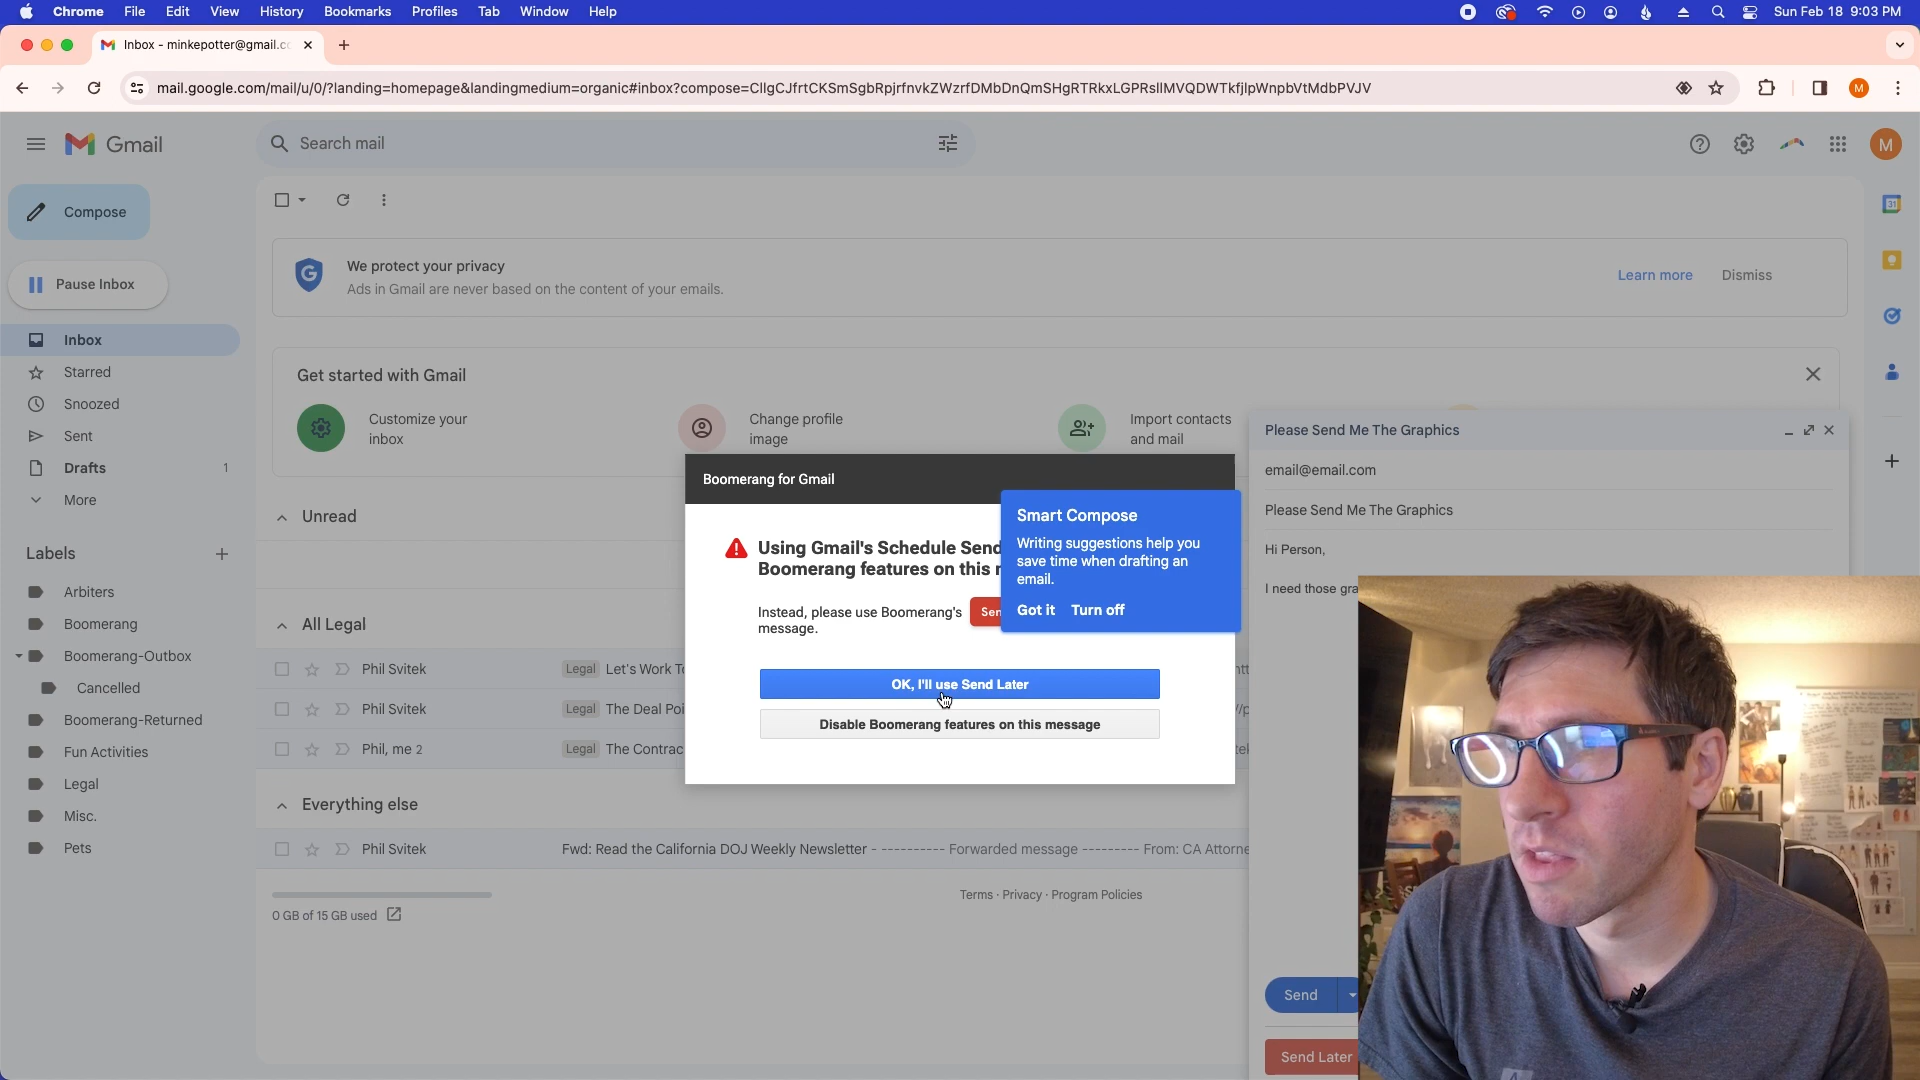 Chrome File Edit View History Bookmarks Profiles Tab Window Help
Sun Feb 18 9:03 PM
Inbox - minkepotter@gmail.c
mail.google.com/mail/u/0/?landing=homepage&landingmedium=organic#inbox?compose=CllgCJfrtCKSmSgbRpjrfnvkZWzrfDMbDnQmSHgRTRkxLGPRsllMVQDWTkfjlpWnpbVtMdbPVJV
M
Gmail
Search mail
M
Compose
Pause Inbox
Inbox
Starred
Snoozed
Sent
Drafts 1
More
Labels
Arbiters
Boomerang
Boomerang-Outbox
Cancelled
Boomerang-Returned
Fun Activities
Legal
Misc.
Pets
We protect your privacy
Ads in Gmail are never based on the content of your emails.
Learn more Dismiss
Get started with Gmail
Customize your
inbox
Change profile
image
Import contacts
and mail
Unread
All Legal
Phil Svitek Legal Let's Work T
Phil Svitek Legal The Deal Poi
Phil, me 2 Legal The Contrac
Everything else
Phil Svitek Fwd: Read the California DOJ Weekly Newsletter - ---------- Forwarded message --------- From: CA Attorne
0 GB of 15 GB used
Terms · Privacy · Program Policies
Boomerang for Gmail
Using Gmail's Schedule Send
Boomerang features on this
Instead, please use Boomerang's Sen
message.
OK, I'll use Send Later
Disable Boomerang features on this message
Smart Compose
Writing suggestions help you
save time when drafting an
email.
Got it Turn off
Please Send Me The Graphics
email@email.com
Please Send Me The Graphics
Hi Person,
I need those gra
Send
Send Later
31